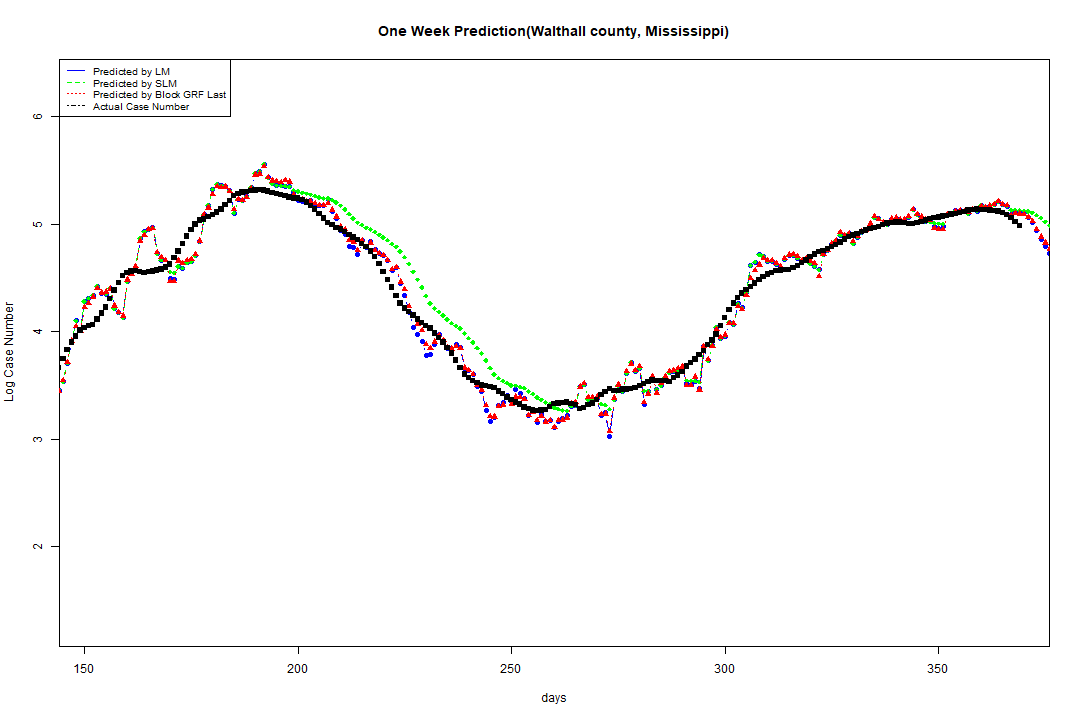 One Week Prediction(Walthall county, Mississippi)
Predicted by LM
Predicted by SLM
Predicted by Block GRF Last
Actual Case Number
6
5
4
3
2
Log Case Number
150 200 250 300 350
days